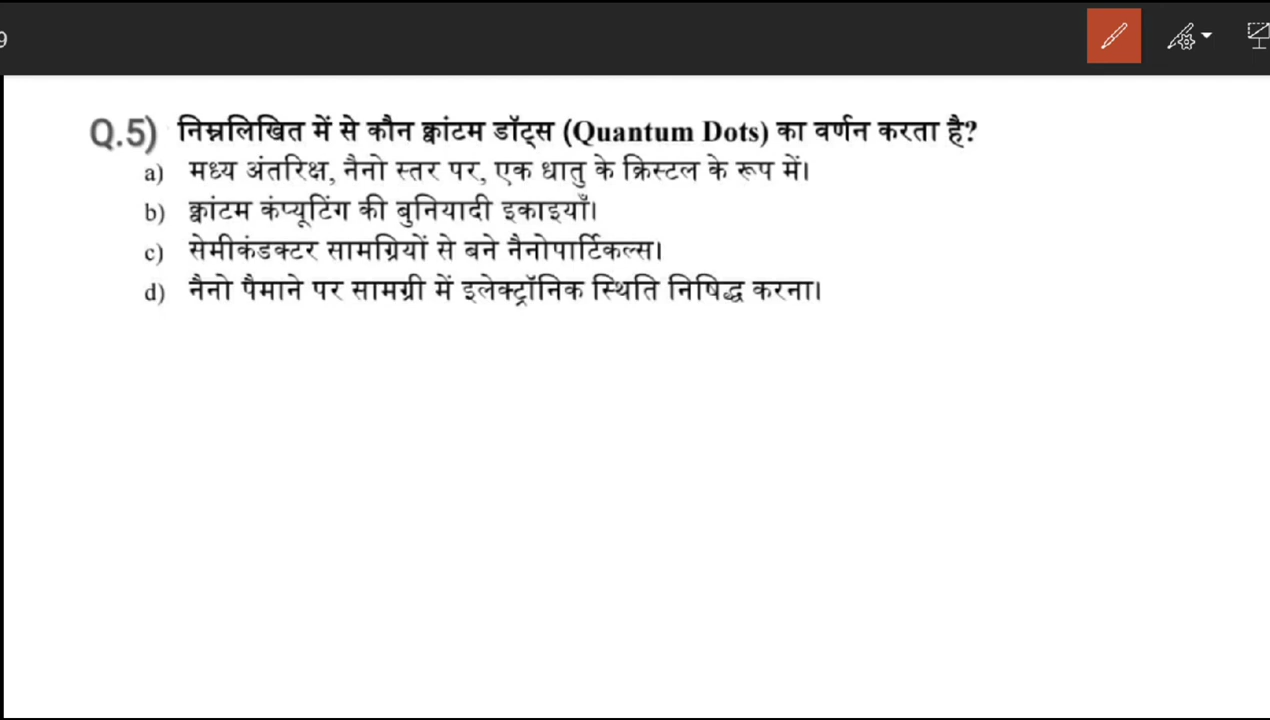 9
Q.5) निम्नलिखित में से कौन क्वांटम डॉट्स (Quantum Dots) का वर्णन करता है?
a) मध्य अंतरिक्ष, नैनो स्तर पर, एक धातु के क्रिस्टल के रूप में।
b) क्वांटम कंप्यूटिंग की बुनियादी इकाइयाँ।
c) सेमीकंडक्टर सामग्रियों से बने नैनोपार्टिकल्स।
d) नैनो पैमाने पर सामग्री में इलेक्ट्रॉनिक स्थिति निषिद्ध करना।